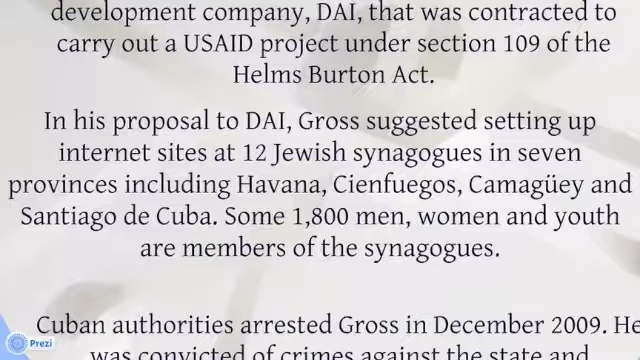 development company, DAI, that was contracted to
carry out a USAID project under section 109 of the
Helms Burton Act.
In his proposal to DAI, Gross suggested setting up
internet sites at 12 Jewish synagogues in seven
provinces including Havana, Cienfuegos, Camagüey and
Santiago de Cuba. Some 1,800 men, women and youth
are members of the synagogues.
Cuban authorities arrested Gross in December 2009. He
was convicted of crimes against the state and
Prezi